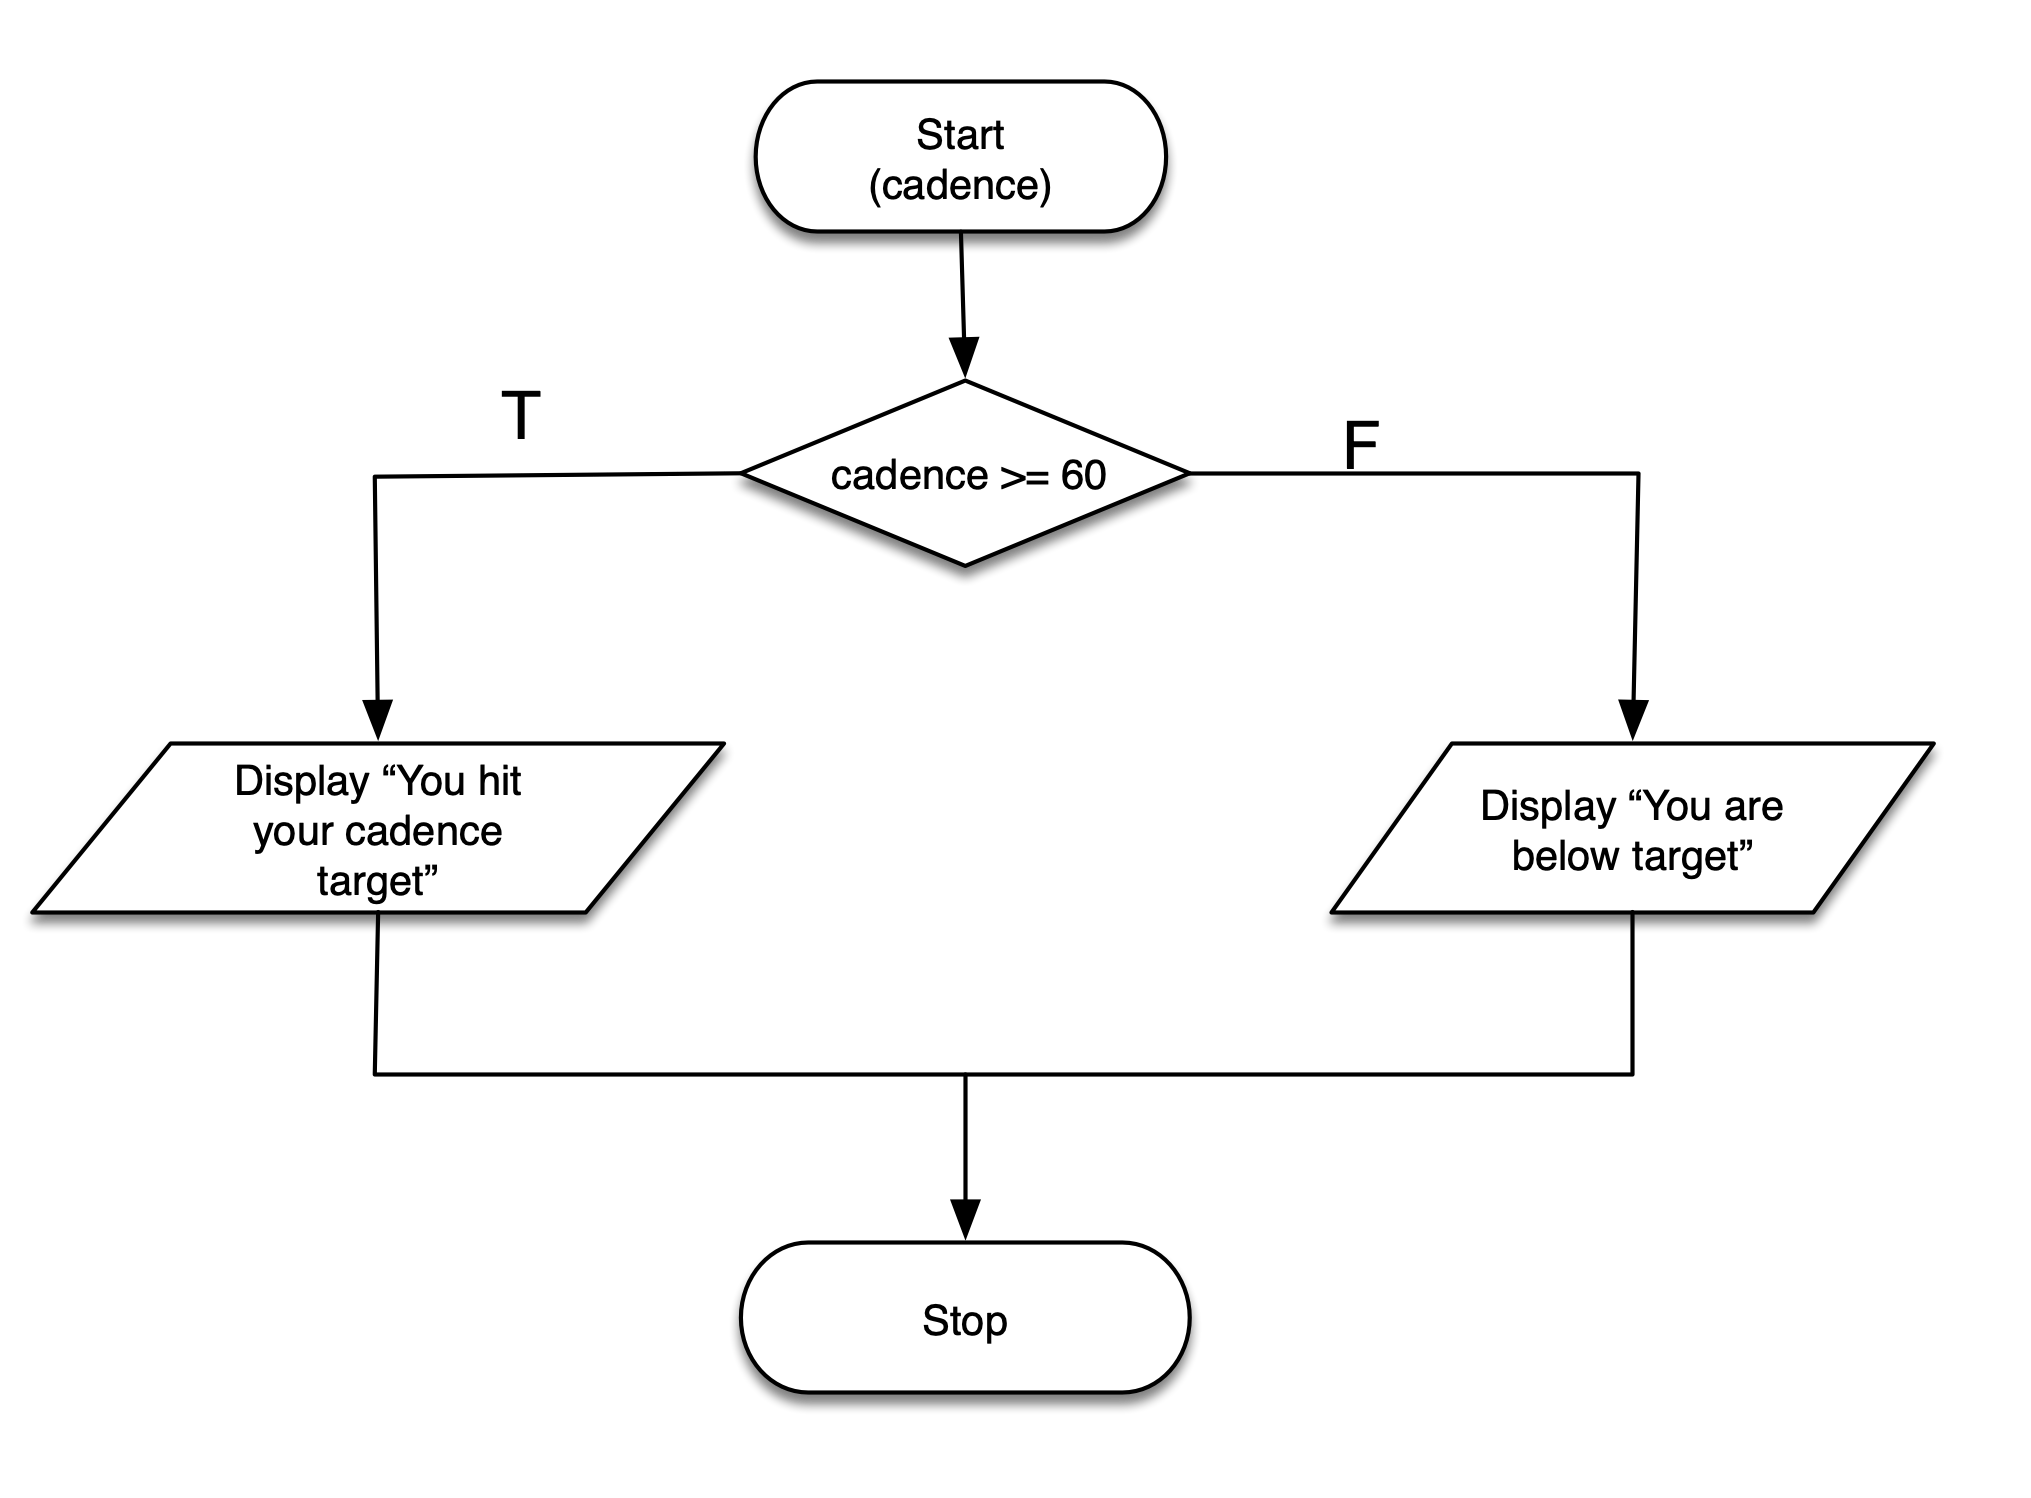 Start
(cadence)
T
F
cadence >= 60
Display “You hit
your cadence
target”
Display “You are
below target”
Stop